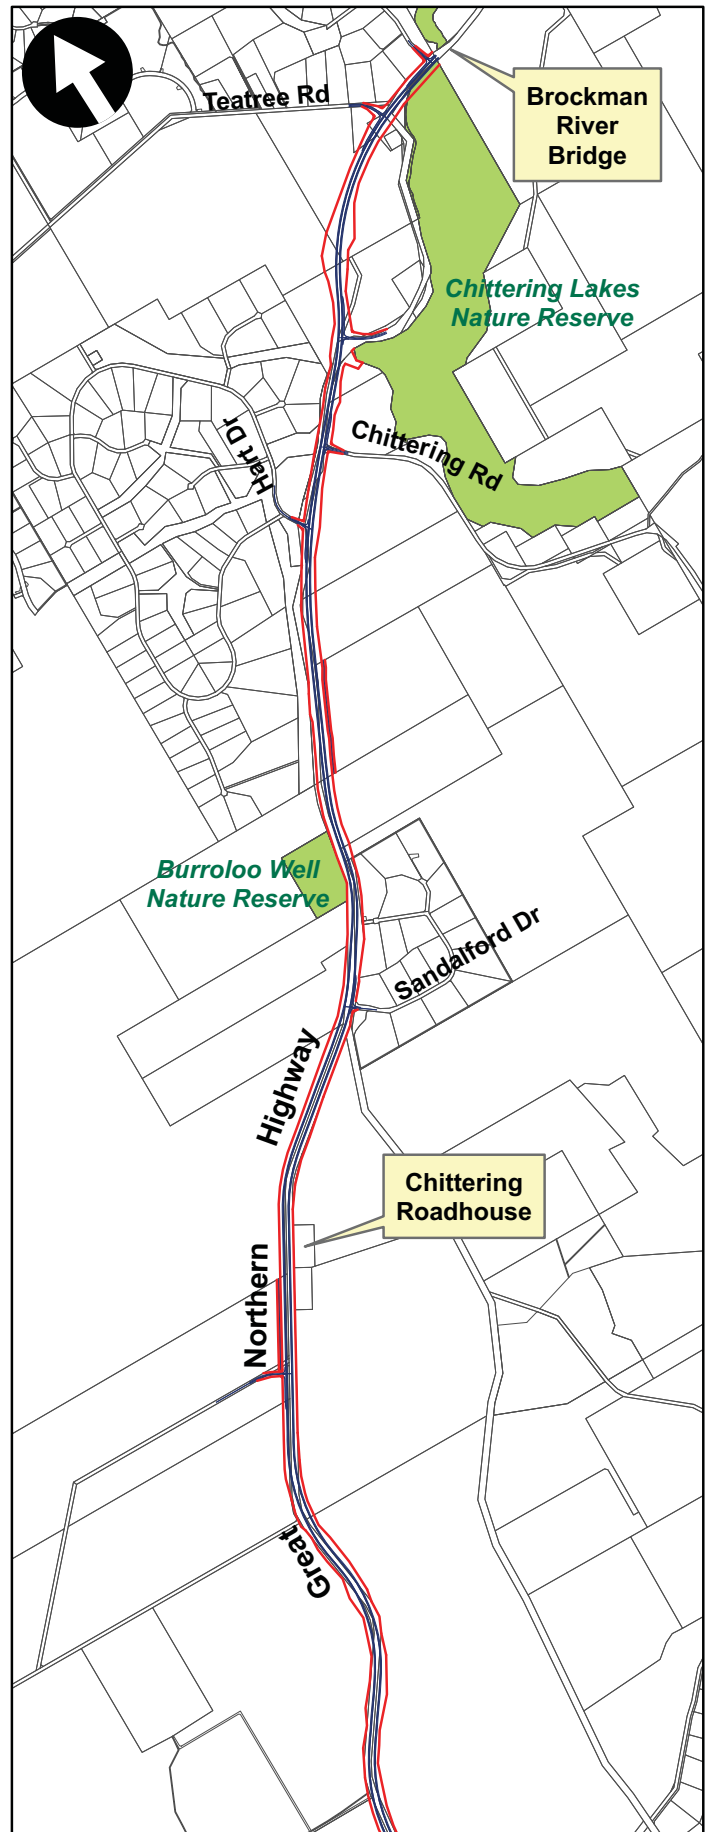 Teatree Rd
Brockman
River
Bridge
Chittering Lakes
Nature Reserve
Hart Dr
Chittering Rd
Burroloo Well
Nature Reserve
Sandalford Dr
Great Northern Highway
Chittering
Roadhouse